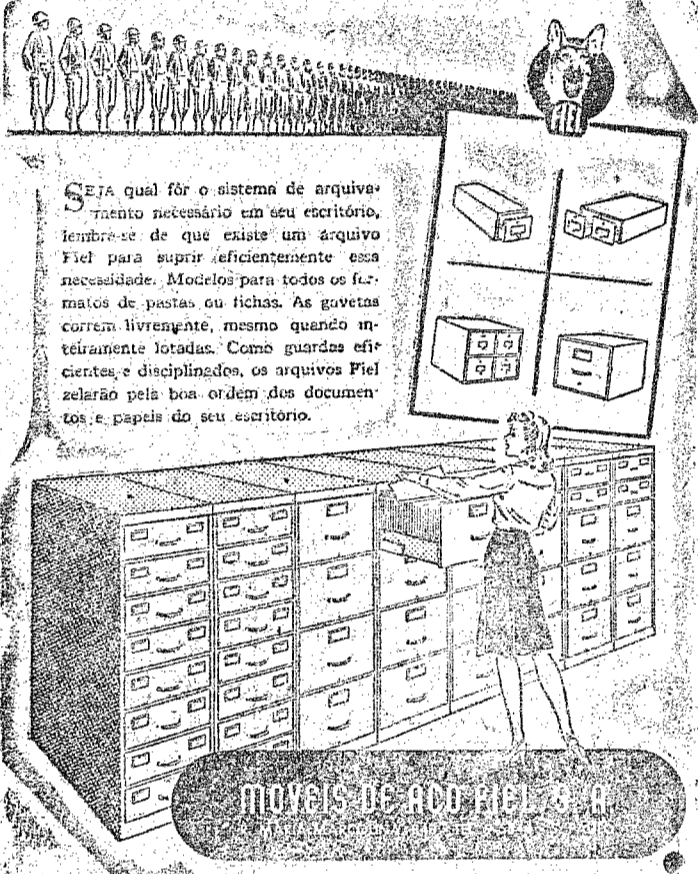 FIEL
SEJA qual fôr o sistema de arquiva-
mento necessário em seu escritório,
lembre-se de que existe um arquivo
Fiel para suprir eficientemente essa
necessidade. Modelos para todos os for-
matos de pastas ou fichas. As gavetas
correm livremente, mesmo quando in-
teiramente lotadas. Como guardas efi-
cientes e disciplinados, os arquivos Fiel
zelarão pela boa ordem dos documen-
tos e papeis do seu escritório.
MOVEIS DE AÇO FIEL S. A.
R. MARIA MARCOLINA